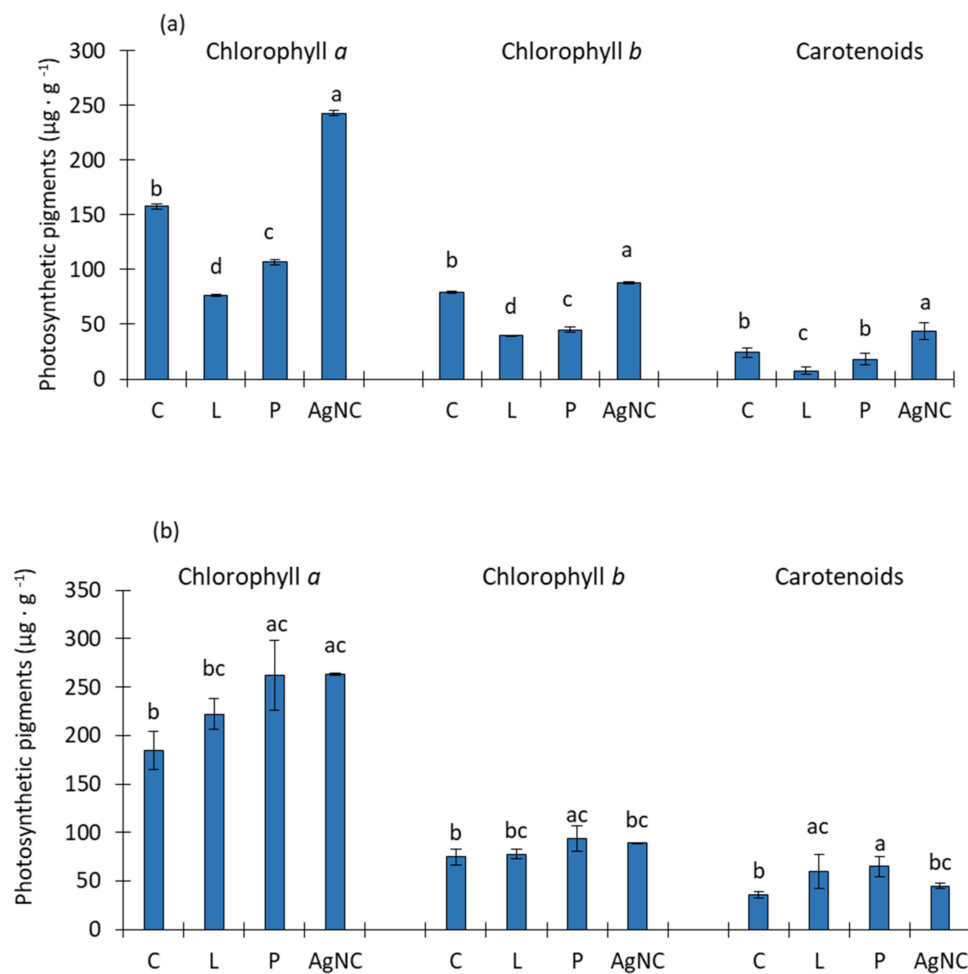 (a)
Chlorophyll a
Chlorophyll b
Carotenoids
Photosynthetic pigments (µg · g ⁻¹)
300
250
200
150
100
50
0
b
d
c
a
b
d
c
a
b
c
b
a
C L P AgNC C L P AgNC C L P AgNC
(b)
Chlorophyll a
Chlorophyll b
Carotenoids
Photosynthetic pigments (µg · g ⁻¹)
350
300
250
200
150
100
50
0
b
bc
ac
ac
b
bc
ac
bc
b
ac
a
bc
C L P AgNC C L P AgNC C L P AgNC